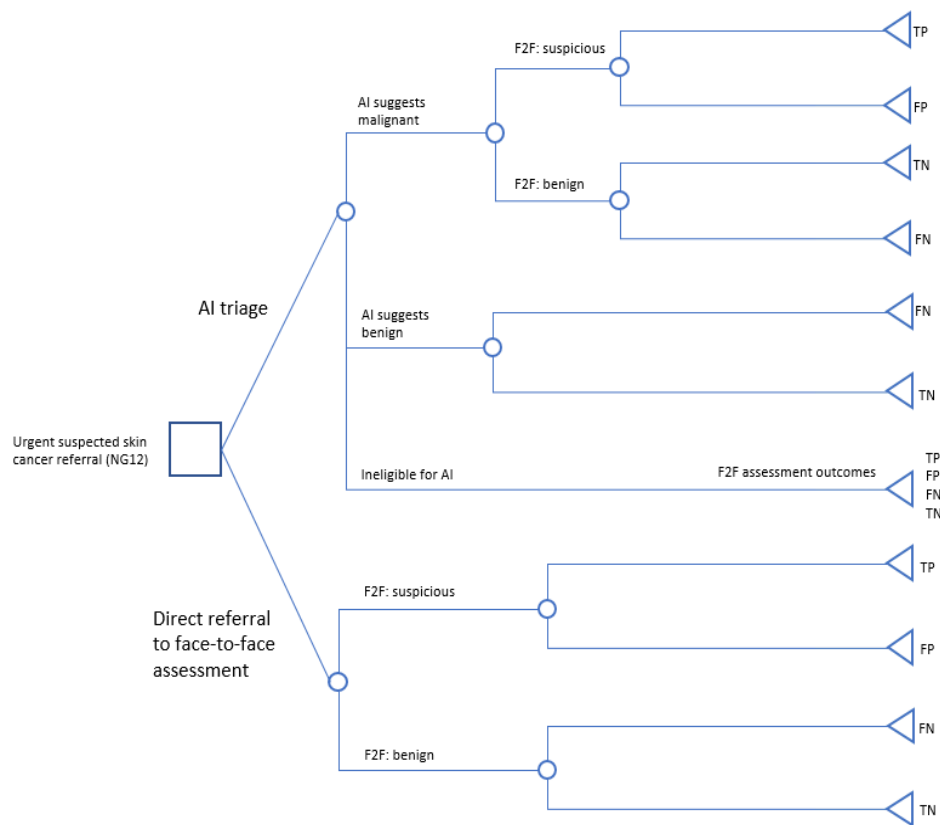 TP
F2F: suspicious
AI suggests
malignant
FP
TN
F2F: benign
FN
AI triage
FN
AI suggests
benign
TN
Urgent suspected skin
cancer referral (NG12)
Ineligible for AI
F2F assessment outcomes
TP
FP
FN
TN
TP
F2F: suspicious
Direct referral
to face-to-face
assessment
FP
FN
F2F: benign
TN